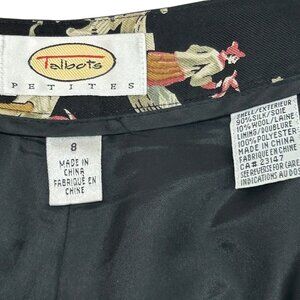 Talbots
PETITES
8
MADE IN
CHINA
FABRIQUÉ EN
CHINE
SHELL/EXTERIEUR
90% SILK/SOIE
10% WOOL/LAINE
LINING/DOUBLURE
100% POLYESTER
MADE IN CHINA
FABRIQUÉ EN CHINE
CA# 23147
SEE REVERSE FOR CARE
INDICATIONS AU DOS